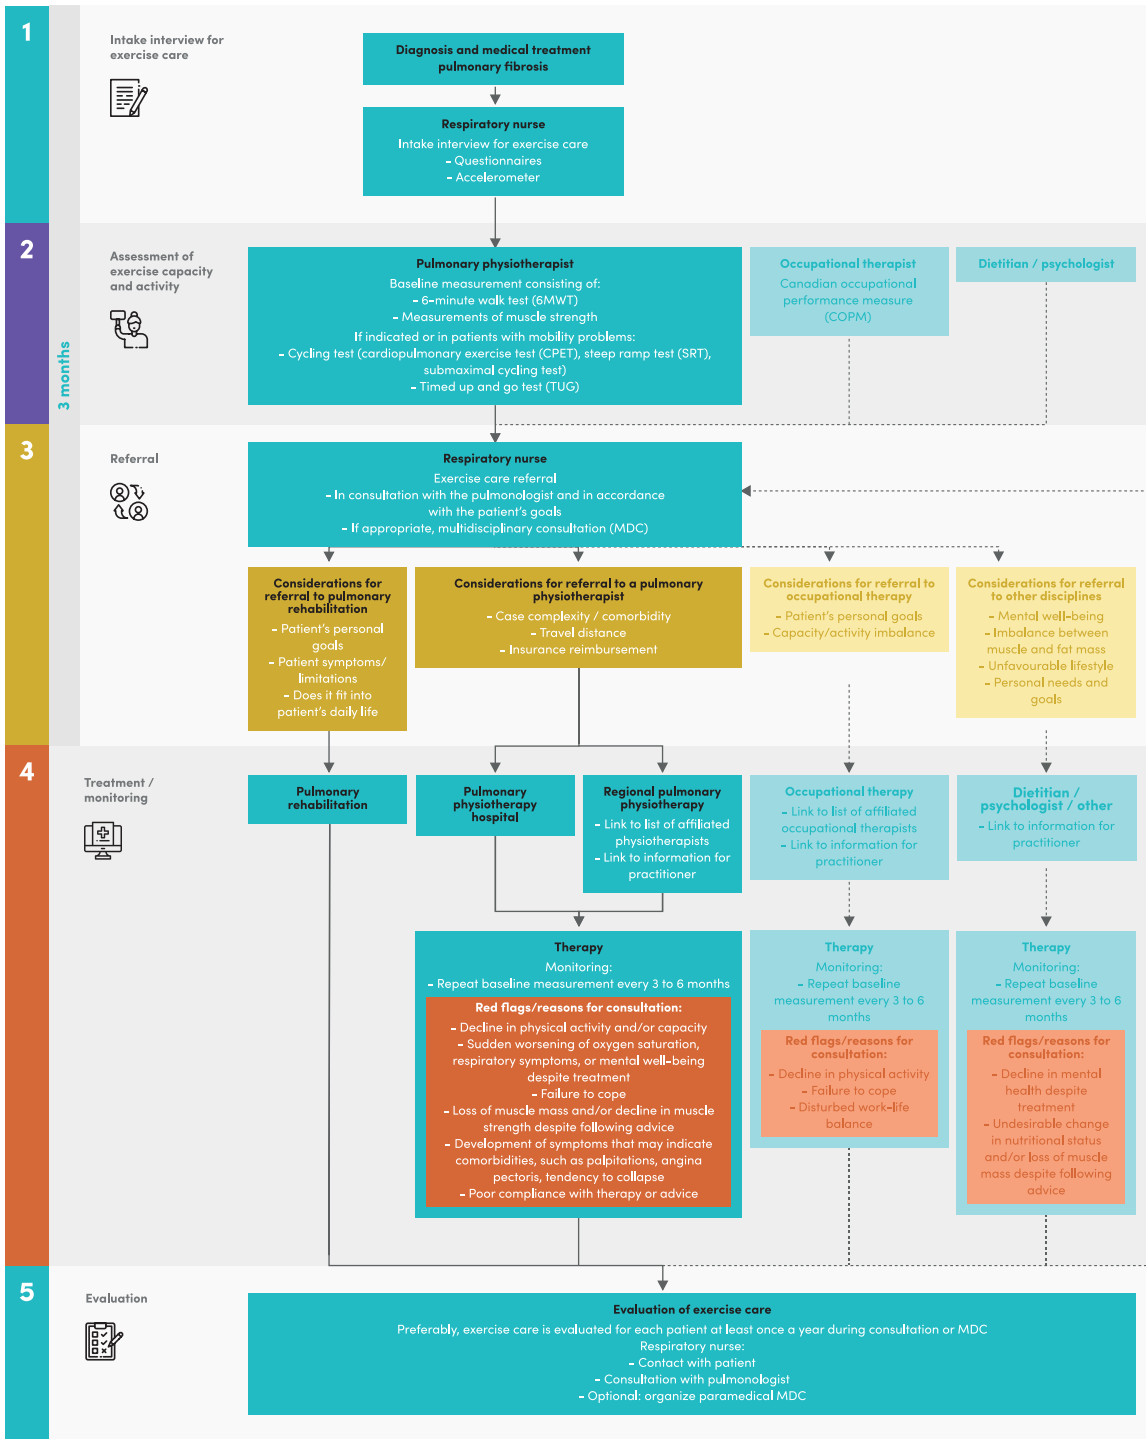 1
Intake interview for
exercise care
Diagnosis and medical treatment
pulmonary fibrosis
Respiratory nurse
Intake interview for exercise care
- Questionnaires
- Accelerometer
3 months
2
Assessment of
exercise capacity
and activity
Pulmonary physiotherapist
Baseline measurement consisting of:
- 6-minute walk test (6MWT)
- Measurements of muscle strength
If indicated or in patients with mobility problems:
- Cycling test (cardiopulmonary exercise test (CPET), steep ramp test (SRT),
submaximal cycling test)
- Timed up and go test (TUG)
Occupational therapist
Canadian occupational
performance measure
(COPM)
Dietitian / psychologist
3
Referral
Respiratory nurse
Exercise care referral
- In consultation with the pulmonologist and in accordance
with the patient's goals
- If appropriate, multidisciplinary consultation (MDC)
Considerations for
referral to pulmonary
rehabilitation
- Patient's personal
goals
- Patient symptoms/
limitations
- Does it fit into
patient's daily life
Considerations for referral to a pulmonary
physiotherapist
- Case complexity / comorbidity
- Travel distance
- Insurance reimbursement
Considerations for referral to
occupational therapy
- Patient's personal goals
- Capacity/activity imbalance
Considerations for referral
to other disciplines
- Mental well-being
- Imbalance between
muscle and fat mass
- Unfavourable lifestyle
- Personal needs and
goals
4
Treatment /
monitoring
Pulmonary
rehabilitation
Pulmonary
physiotherapy
hospital
Regional pulmonary
physiotherapy
- Link to list of affiliated
physiotherapists
- Link to information for
practitioner
Occupational therapy
- Link to list of affiliated
occupational therapists
- Link to information for
practitioner
Dietitian /
psychologist / other
- Link to information for
practitioner
Therapy
Monitoring:
- Repeat baseline measurement every 3 to 6 months
Red flags/reasons for consultation:
- Decline in physical activity and/or capacity
- Sudden worsening of oxygen saturation,
respiratory symptoms, or mental well-being
despite treatment
- Failure to cope
- Loss of muscle mass and/or decline in muscle
strength despite following advice
- Development of symptoms that may indicate
comorbidities, such as palpitations, angina
pectoris, tendency to collapse
- Poor compliance with therapy or advice
Therapy
Monitoring:
- Repeat baseline
measurement every 3 to 6
months
Red flags/reasons for
consultation:
- Decline in physical activity
- Failure to cope
- Disturbed work-life
balance
Therapy
Monitoring:
- Repeat baseline
measurement every 3 to 6
months
Red flags/reasons for
consultation:
- Decline in mental
health despite
treatment
- Undesirable change
in nutritional status
and/or loss of muscle
mass despite following
advice
5
Evaluation
Evaluation of exercise care
Preferably, exercise care is evaluated for each patient at least once a year during consultation or MDC
Respiratory nurse:
- Contact with patient
- Consultation with pulmonologist
- Optional: organize paramedical MDC